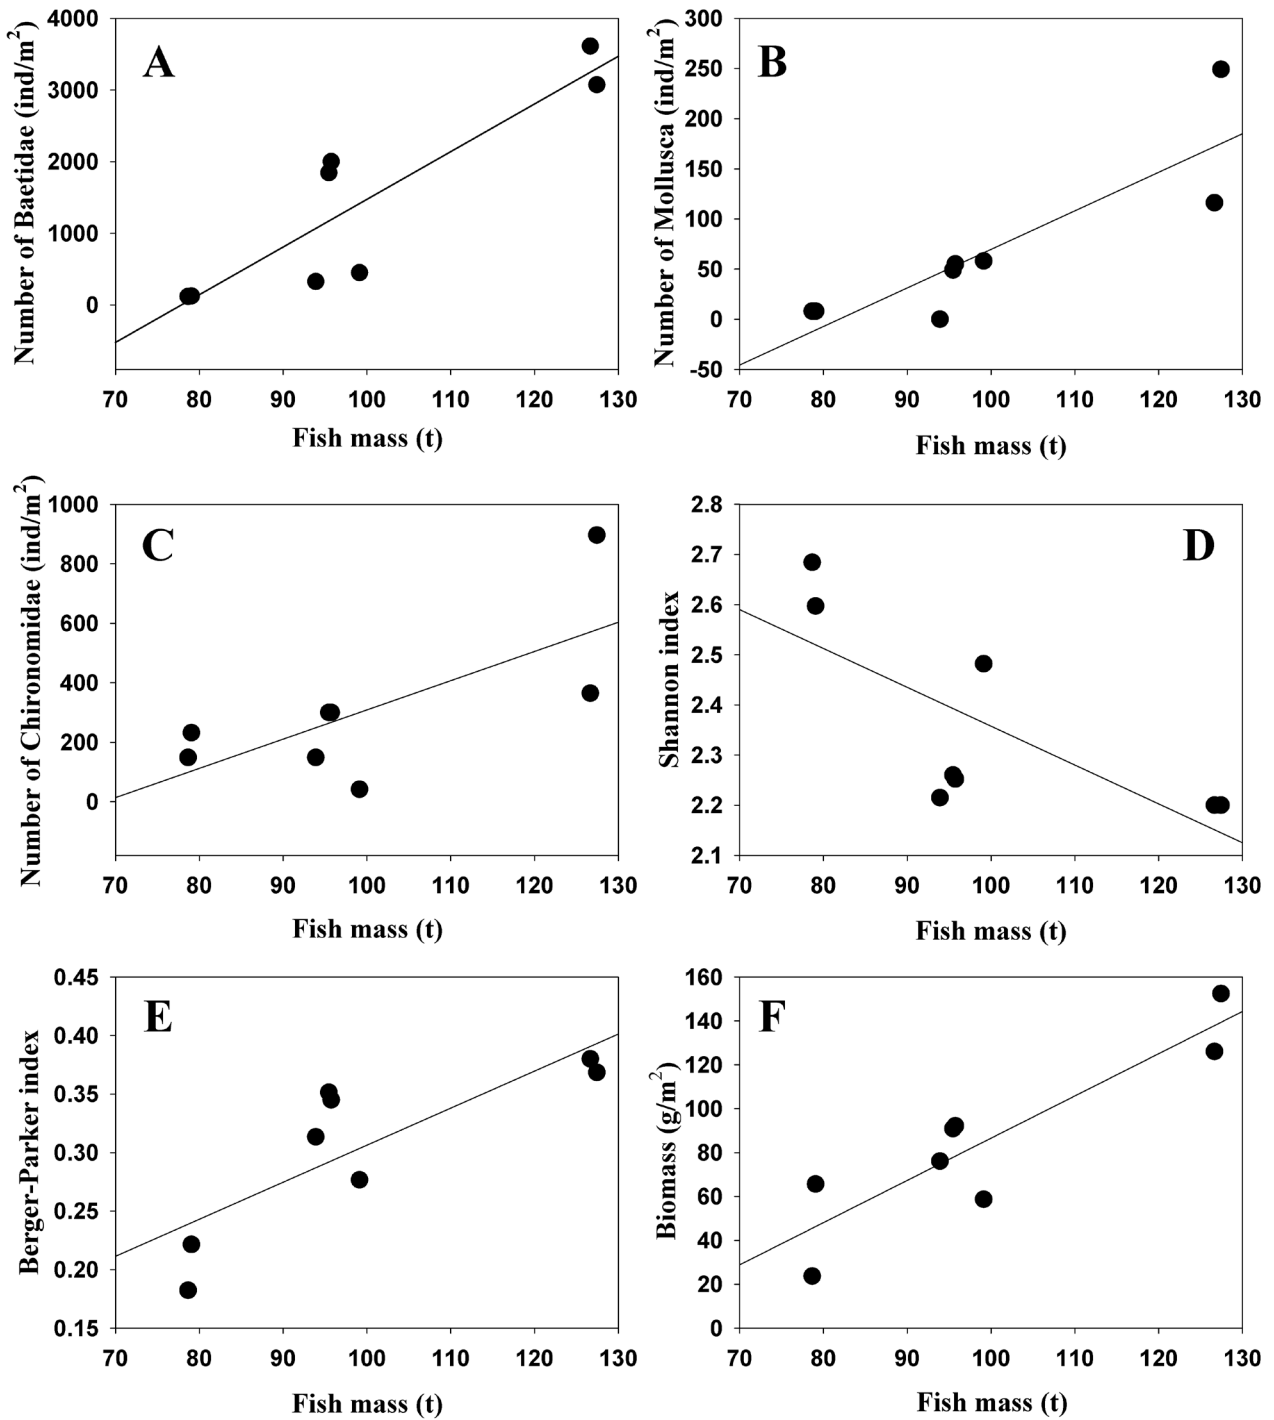 A
Number of Baetidae (ind/m²)
4000
3000
2000
1000
0
70 80 90 100 110 120 130
Fish mass (t)
B
Number of Mollusca (ind/m²)
300
250
200
150
100
50
0
-50
70 80 90 100 110 120 130
Fish mass (t)
C
Number of Chironomidae (ind/m²)
1000
800
600
400
200
0
70 80 90 100 110 120 130
Fish mass (t)
D
Shannon index
2.8
2.7
2.6
2.5
2.4
2.3
2.2
2.1
70 80 90 100 110 120 130
Fish mass (t)
E
Berger-Parker index
0.45
0.40
0.35
0.30
0.25
0.20
0.15
70 80 90 100 110 120 130
Fish mass (t)
F
Biomass (g/m²)
160
140
120
100
80
60
40
20
0
70 80 90 100 110 120 130
Fish mass (t)